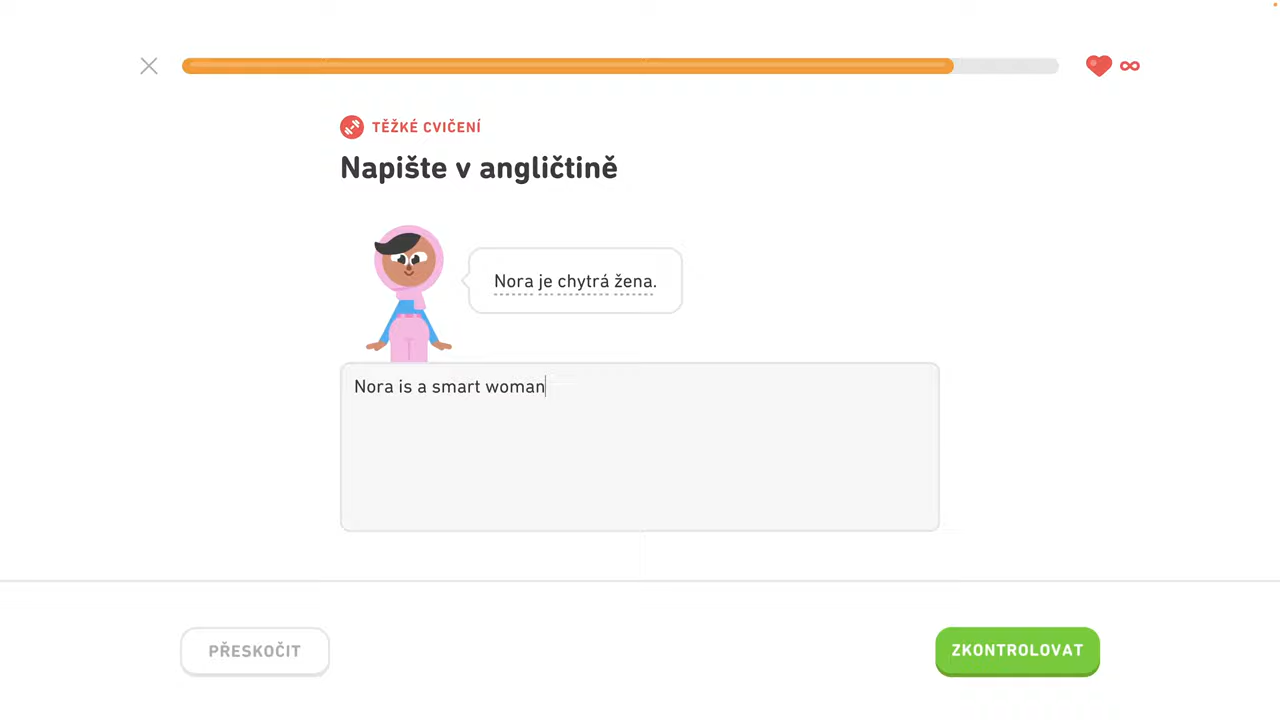 ∞
TĚŽKÉ CVIČENÍ
Napište v angličtině
Nora je chytrá žena.
Nora is a smart woman
PŘESKOČIT
ZKONTROLOVAT